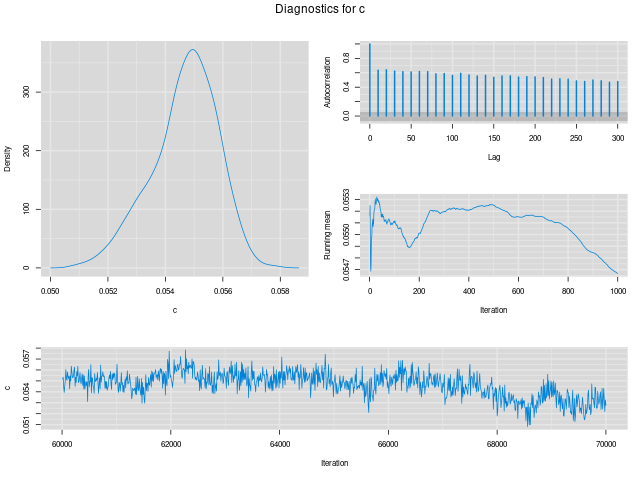 Diagnostics for c
Density
0 100 200 300
0.050 0.052 0.054 0.056 0.058
c
Autocorrelation
0.0 0.4 0.8
0 50 100 150 200 250 300
Lag
Running mean
0.0547 0.0550 0.0553
0 200 400 600 800 1000
Iteration
c
0.051 0.054 0.057
60000 62000 64000 66000 68000 70000
Iteration